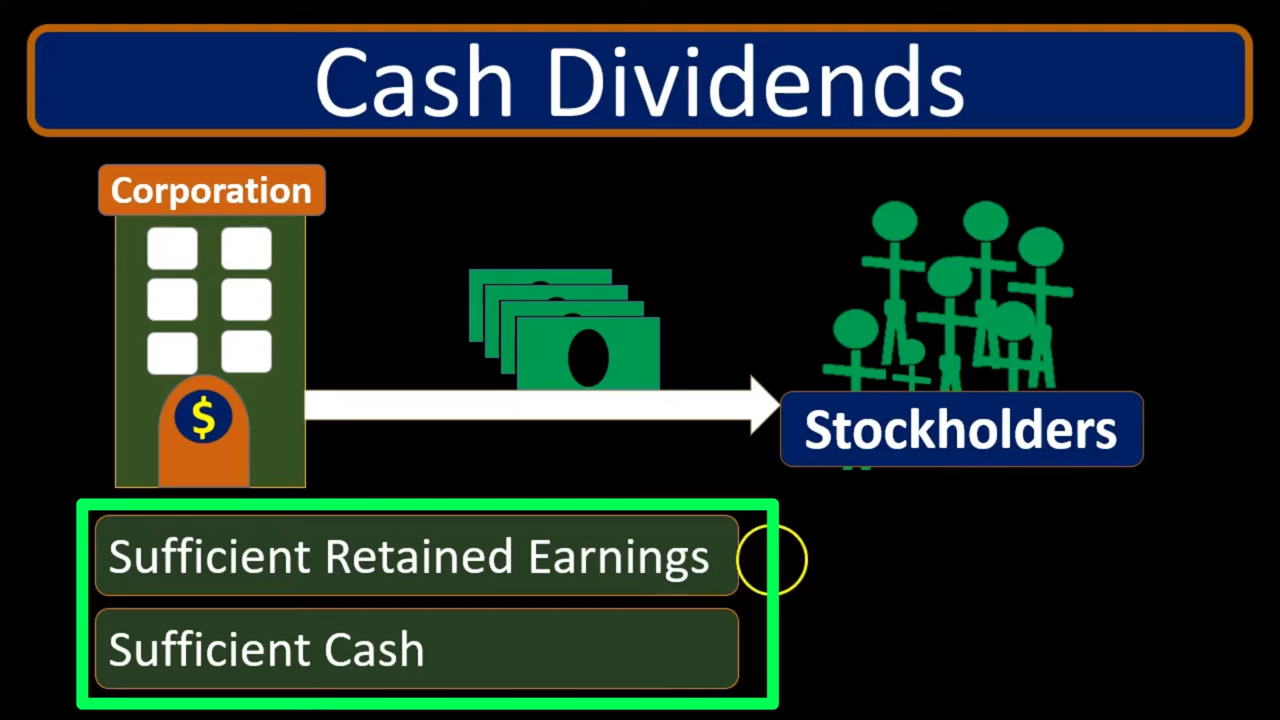 Cash Dividends
Corporation
$
Stockholders
Sufficient Retained Earnings
Sufficient Cash